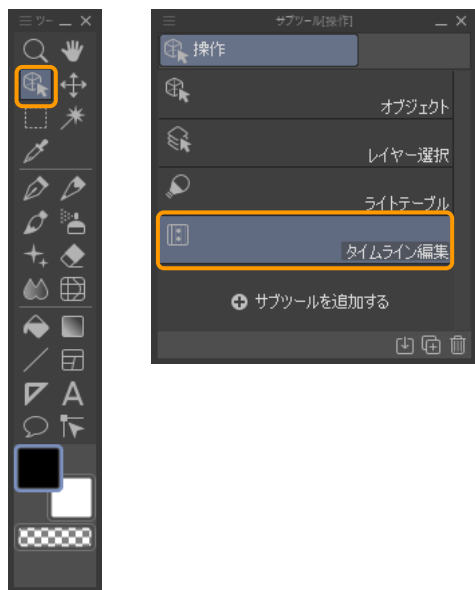 ツー
サブツール[操作]
操作
オブジェクト
レイヤー選択
ライトテーブル
タイムライン編集
サブツールを追加する